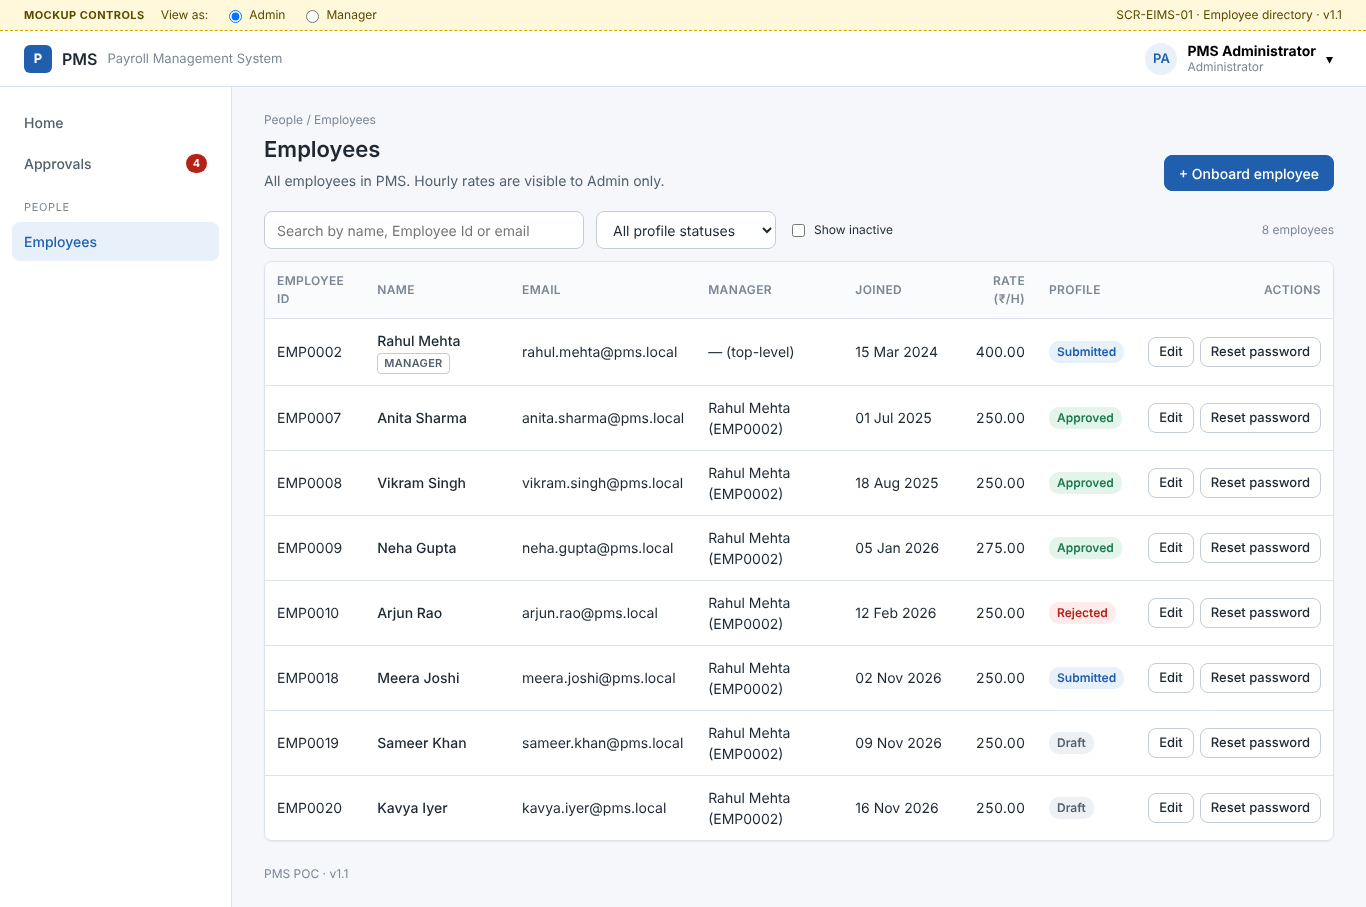 MOCKUP CONTROLS View as: Admin Manager SCR-EIMS-01 · Employee directory · v1.1
P PMS Payroll Management System PA PMS Administrator
Administrator
Home
Approvals 4
PEOPLE
Employees
People / Employees
Employees
All employees in PMS. Hourly rates are visible to Admin only.
+ Onboard employee
Search by name, Employee Id or email All profile statuses Show inactive 8 employees
EMPLOYEE ID NAME EMAIL MANAGER JOINED RATE (₹/H) PROFILE ACTIONS
EMP0002 Rahul Mehta MANAGER rahul.mehta@pms.local — (top-level) 15 Mar 2024 400.00 Submitted Edit Reset password
EMP0007 Anita Sharma anita.sharma@pms.local Rahul Mehta (EMP0002) 01 Jul 2025 250.00 Approved Edit Reset password
EMP0008 Vikram Singh vikram.singh@pms.local Rahul Mehta (EMP0002) 18 Aug 2025 250.00 Approved Edit Reset password
EMP0009 Neha Gupta neha.gupta@pms.local Rahul Mehta (EMP0002) 05 Jan 2026 275.00 Approved Edit Reset password
EMP0010 Arjun Rao arjun.rao@pms.local Rahul Mehta (EMP0002) 12 Feb 2026 250.00 Rejected Edit Reset password
EMP0018 Meera Joshi meera.joshi@pms.local Rahul Mehta (EMP0002) 02 Nov 2026 250.00 Submitted Edit Reset password
EMP0019 Sameer Khan sameer.khan@pms.local Rahul Mehta (EMP0002) 09 Nov 2026 250.00 Draft Edit Reset password
EMP0020 Kavya Iyer kavya.iyer@pms.local Rahul Mehta (EMP0002) 16 Nov 2026 250.00 Draft Edit Reset password
PMS POC · v1.1